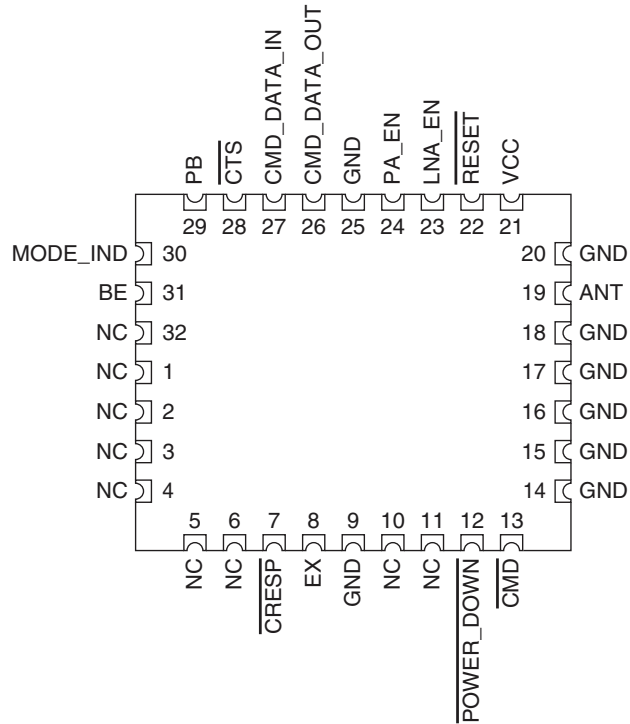 PB
CTS
CMD_DATA_IN
CMD_DATA_OUT
GND
PA_EN
LNA_EN
RESET
VCC
29 28 27 26 25 24 23 22 21
MODE_IND 30 20 GND
BE 31 19 ANT
NC 32 18 GND
NC 1 17 GND
NC 2 16 GND
NC 3 15 GND
NC 4 14 GND
5 6 7 8 9 10 11 12 13
NC
NC
CRESP
EX
GND
NC
NC
POWER_DOWN
CMD